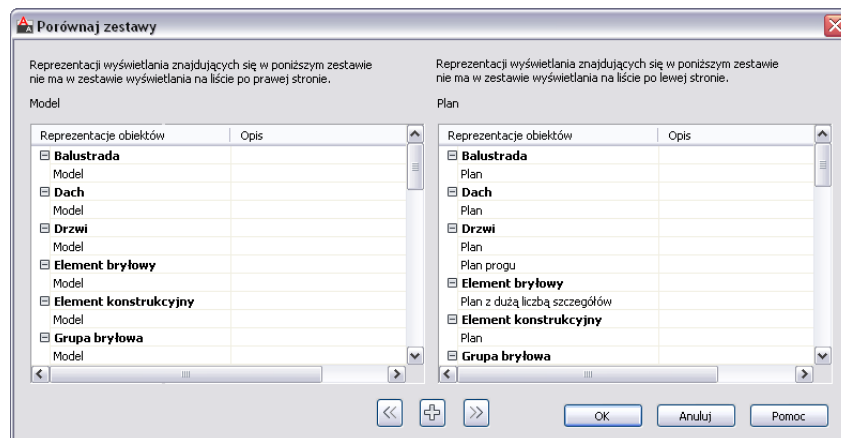 Porównaj zestawy
Reprezentacji wyświetlania znajdujących się w poniższym zestawie
nie ma w zestawie wyświetlania na liście po prawej stronie.
Model
Reprezentacje obiektów Opis
Balustrada
Model
Dach
Model
Drzwi
Model
Element bryłowy
Model
Element konstrukcyjny
Model
Grupa bryłowa
Model
Reprezentacji wyświetlania znajdujących się w poniższym zestawie
nie ma w zestawie wyświetlania na liście po lewej stronie.
Plan
Reprezentacje obiektów Opis
Balustrada
Plan
Dach
Plan
Drzwi
Plan
Plan progu
Element bryłowy
Plan z dużą liczbą szczegółów
Element konstrukcyjny
Plan
Grupa bryłowa
OK Anuluj Pomoc